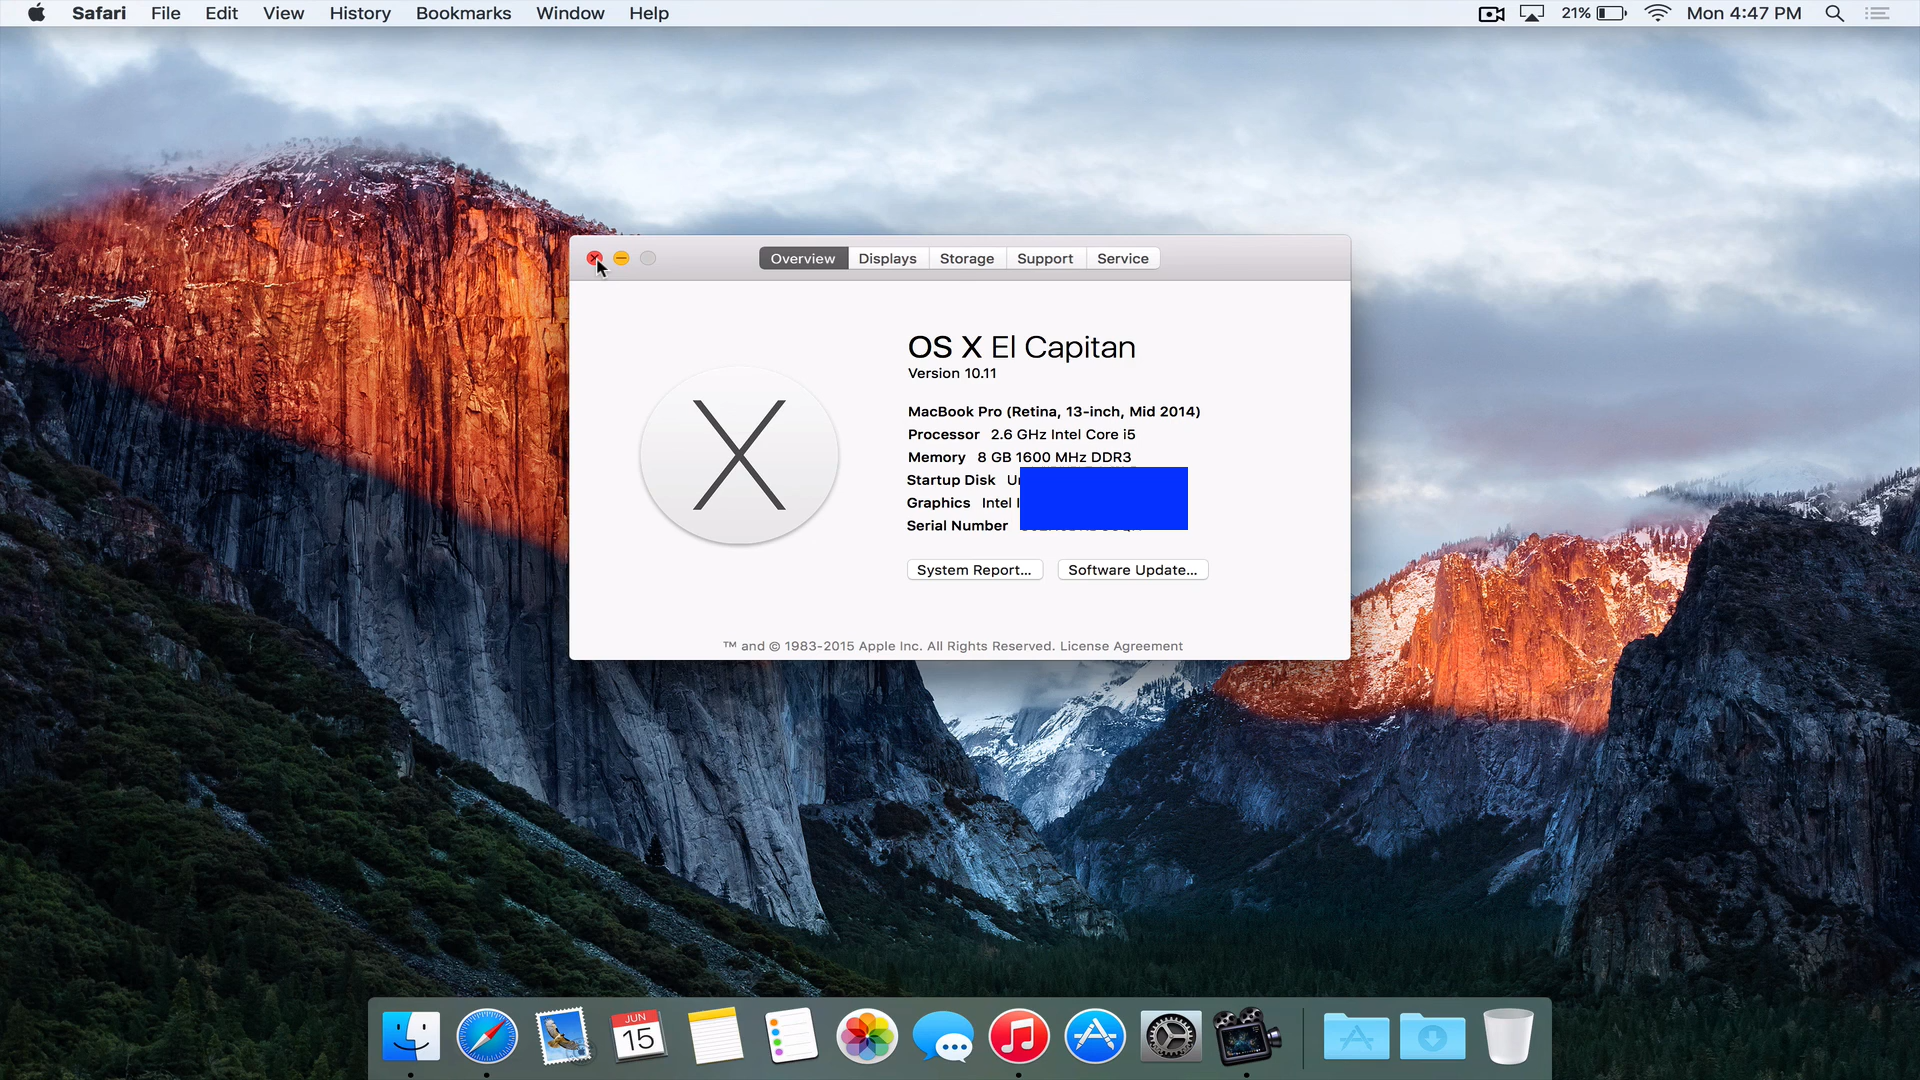 Safari File Edit View History Bookmarks Window Help 21% Mon 4:47 PM
Overview Displays Storage Support Service
OS X El Capitan
Version 10.11
MacBook Pro (Retina, 13-inch, Mid 2014)
Processor 2.6 GHz Intel Core i5
Memory 8 GB 1600 MHz DDR3
Startup Disk
Graphics Intel
Serial Number
System Report... Software Update...
™ and © 1983-2015 Apple Inc. All Rights Reserved. License Agreement
JUN
15